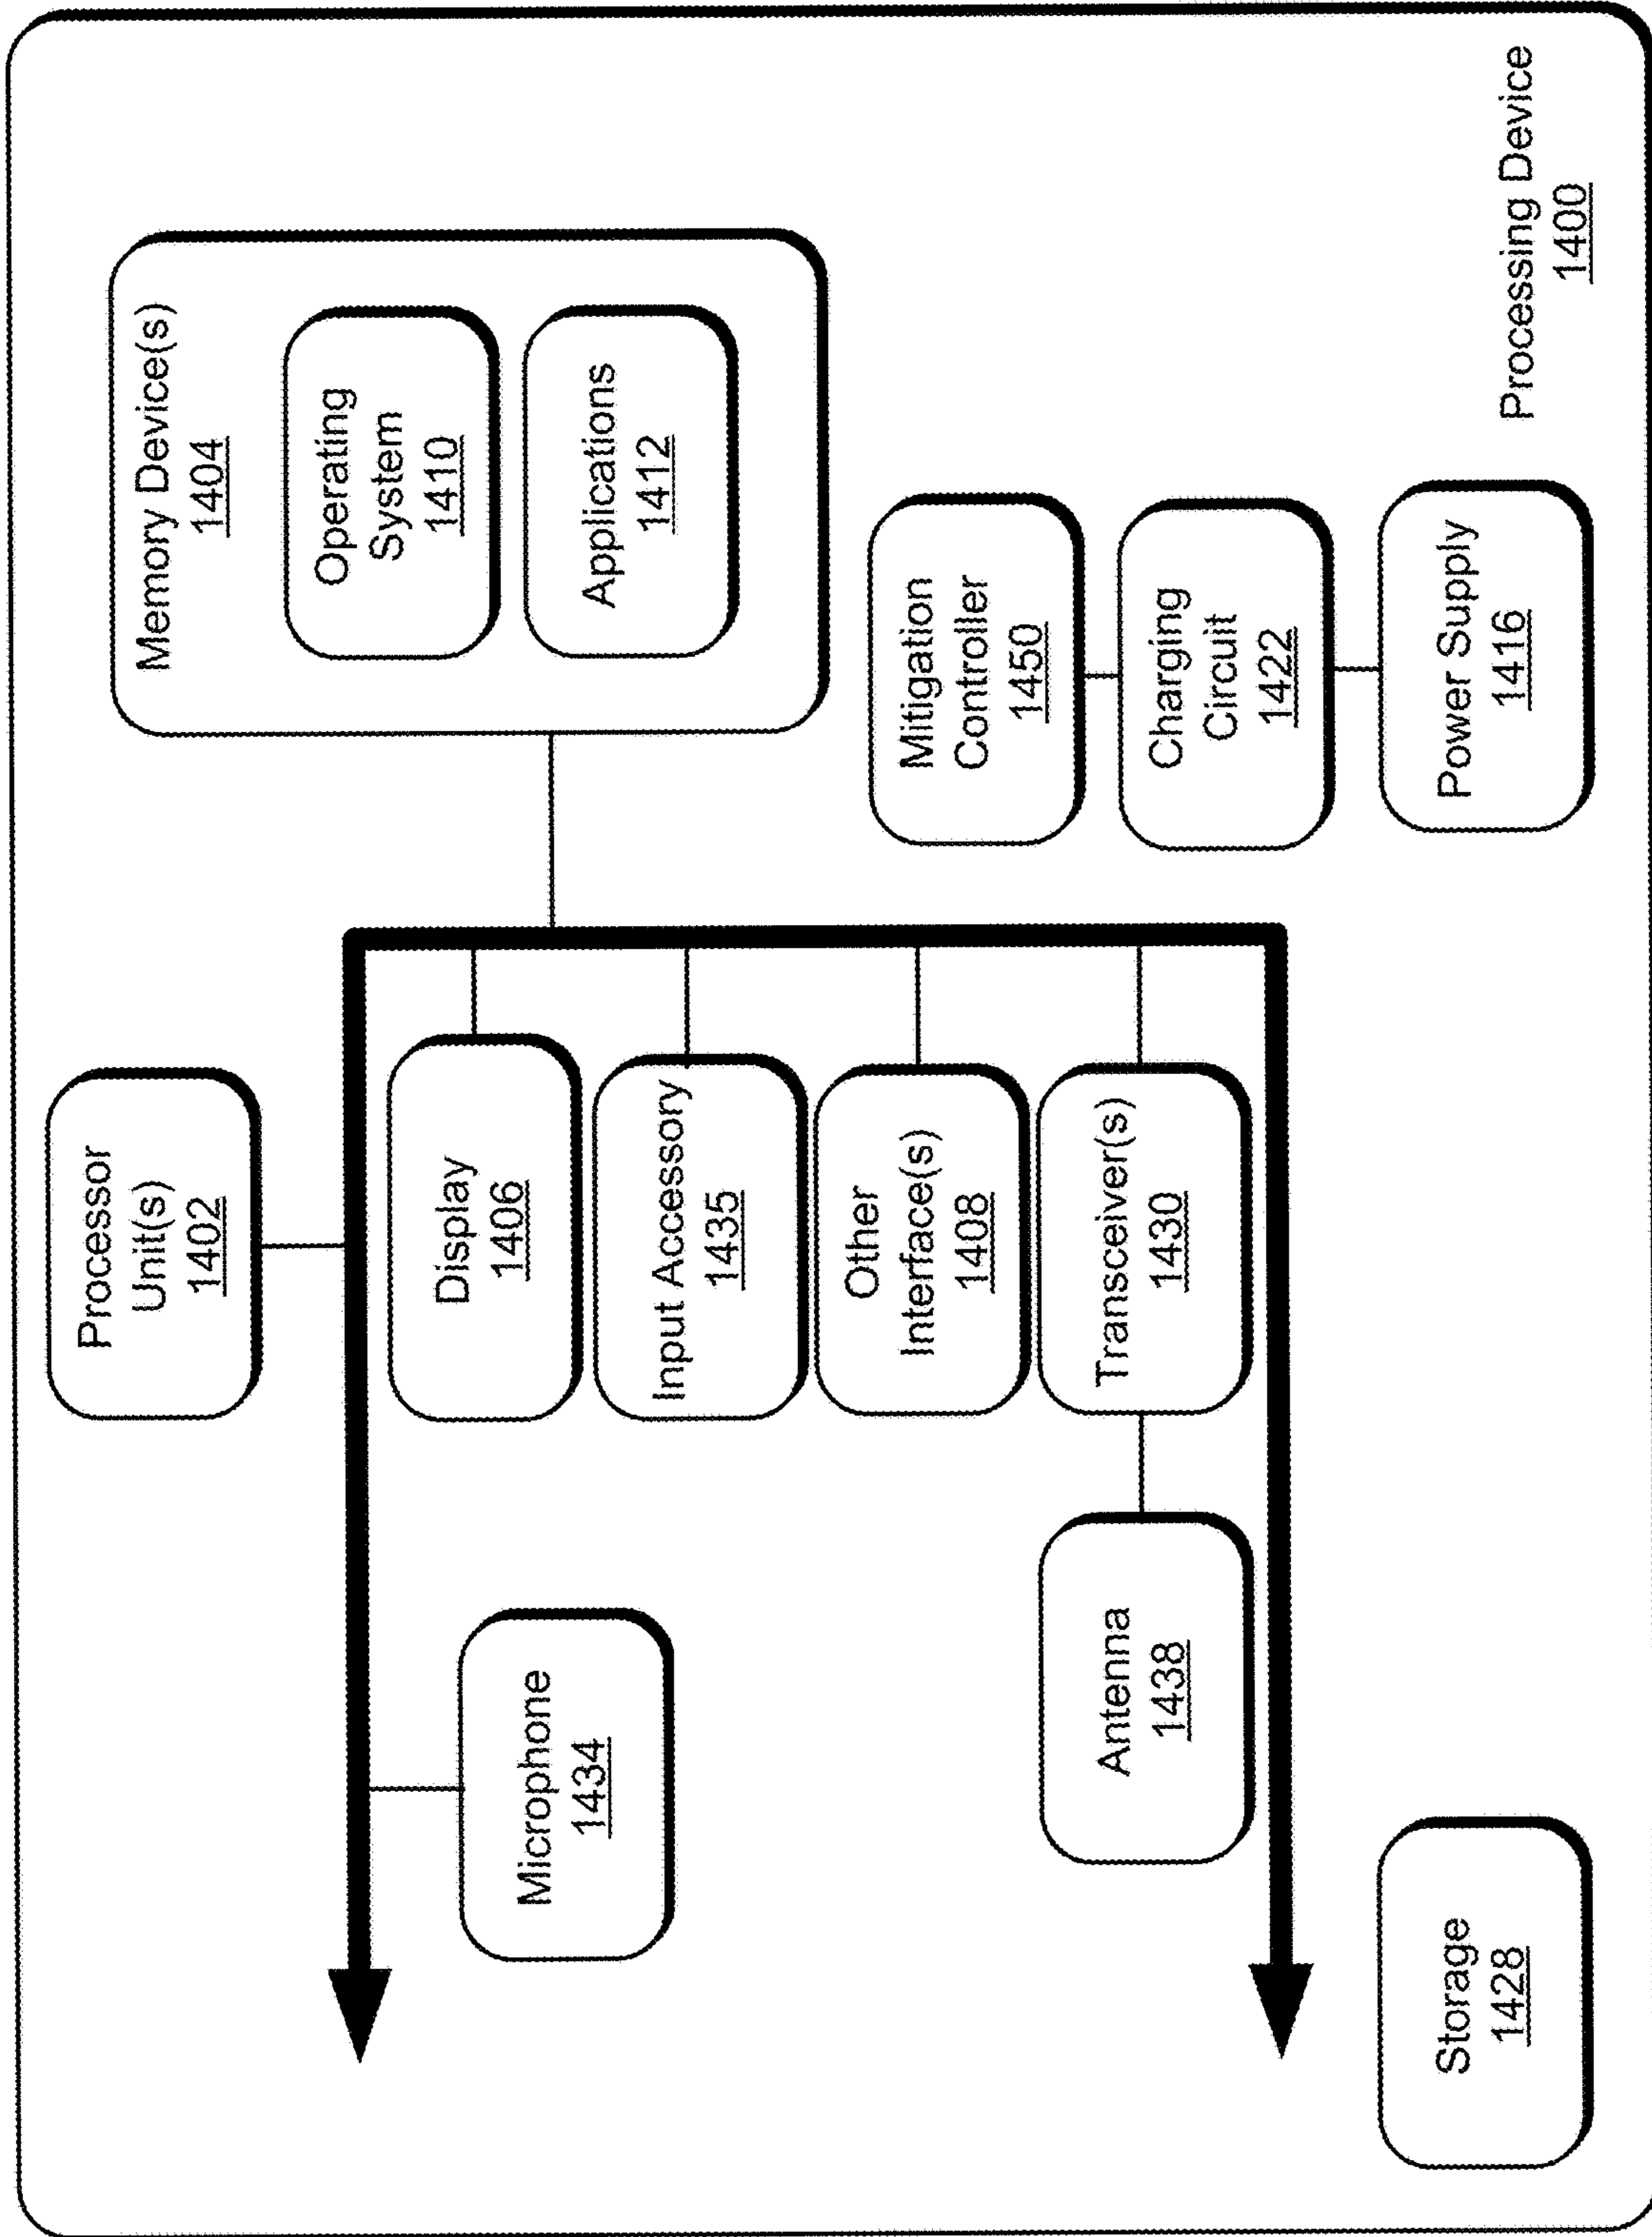 Processor
Unit(s)
1402
Memory Device(s)
1404
Operating
System
1410
Applications
1412
Display
1406
Microphone
1434
Input Accessory
1435
Other
Interface(s)
1408
Mitigation
Controller
1450
Antenna
1438
Transceiver(s)
1430
Charging
Circuit
1422
Storage
1428
Power Supply
1416
Processing Device
1400